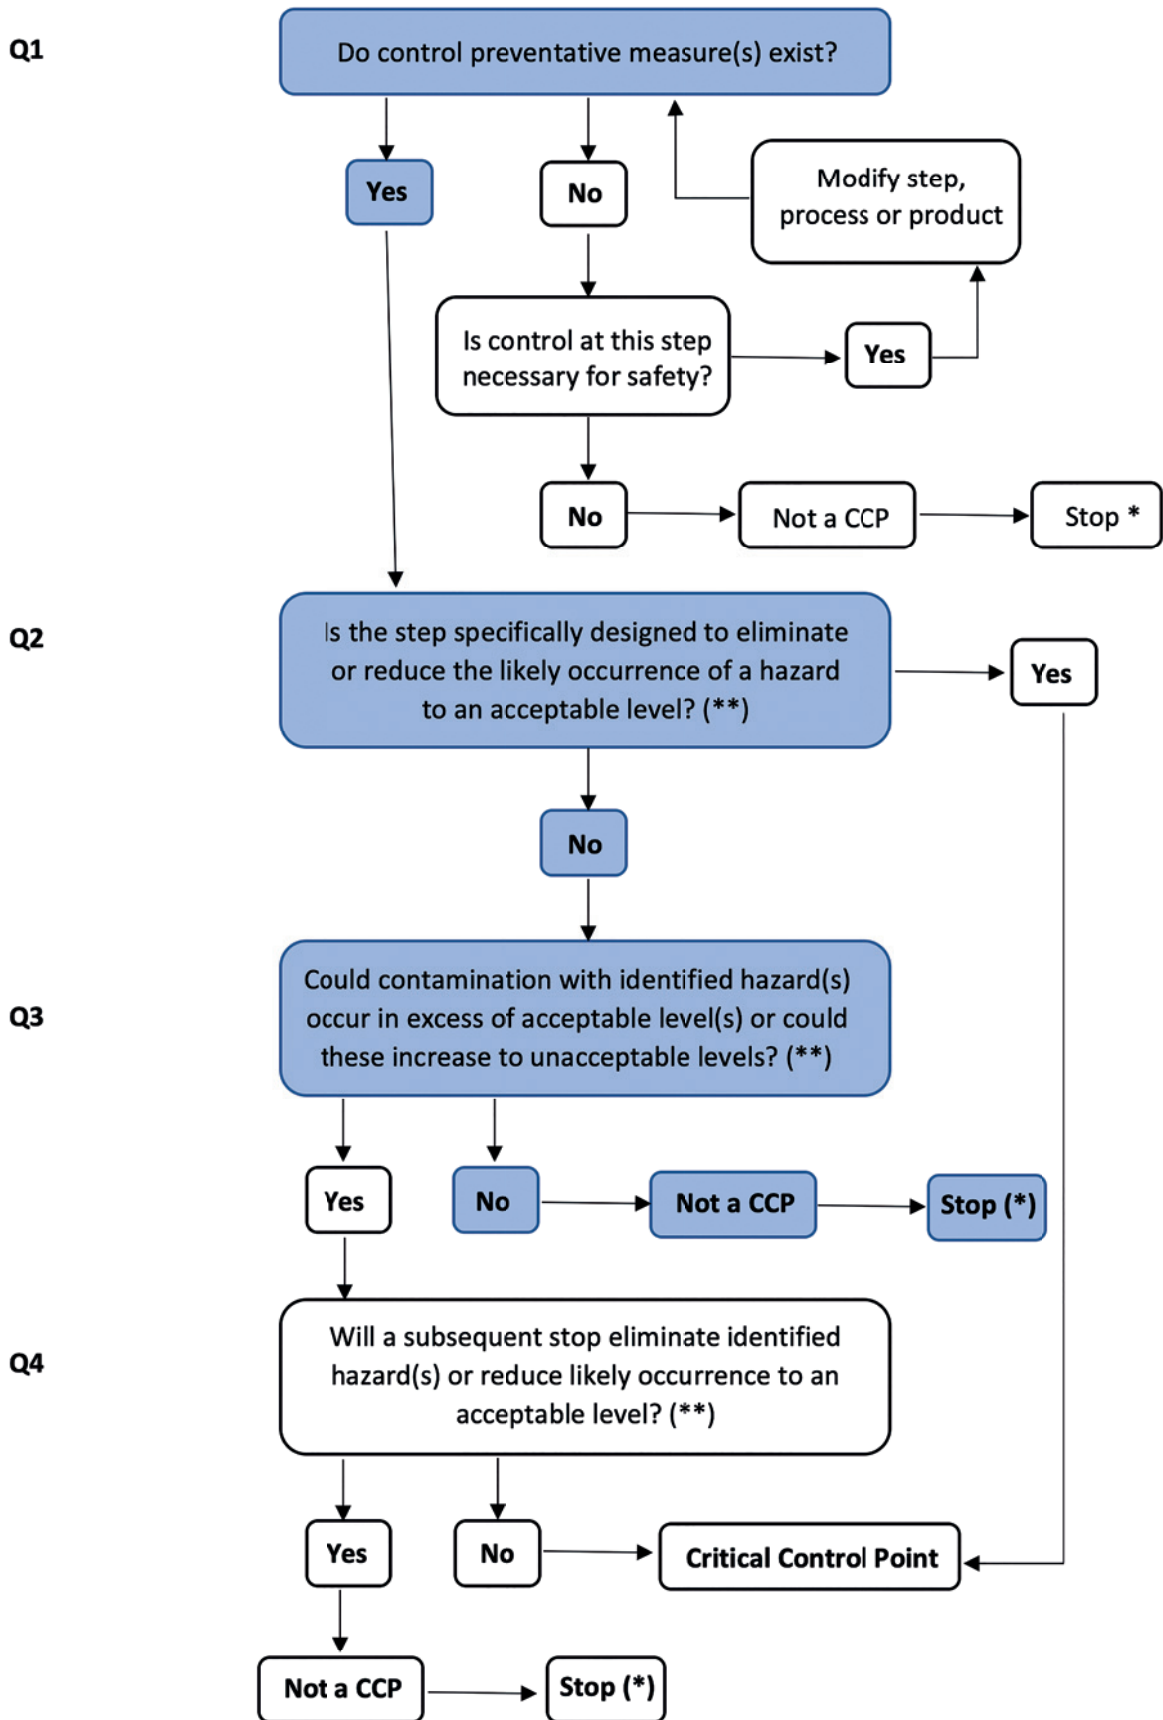 Q1
Do control preventative measure(s) exist?
Yes
No
Modify step,
process or product
Is control at this step
necessary for safety?
Yes
No
Not a CCP
Stop *
Q2
Is the step specifically designed to eliminate
or reduce the likely occurrence of a hazard
to an acceptable level? (**)
Yes
No
Q3
Could contamination with identified hazard(s)
occur in excess of acceptable level(s) or could
these increase to unacceptable levels? (**)
Yes
No
Not a CCP
Stop (*)
Q4
Will a subsequent stop eliminate identified
hazard(s) or reduce likely occurrence to an
acceptable level? (**)
Yes
No
Critical Control Point
Not a CCP
Stop (*)